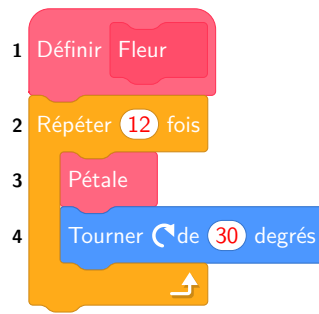 1 Définir Fleur
2 Répéter 12 fois
3 Pétale
4 Tourner de 30 degrés